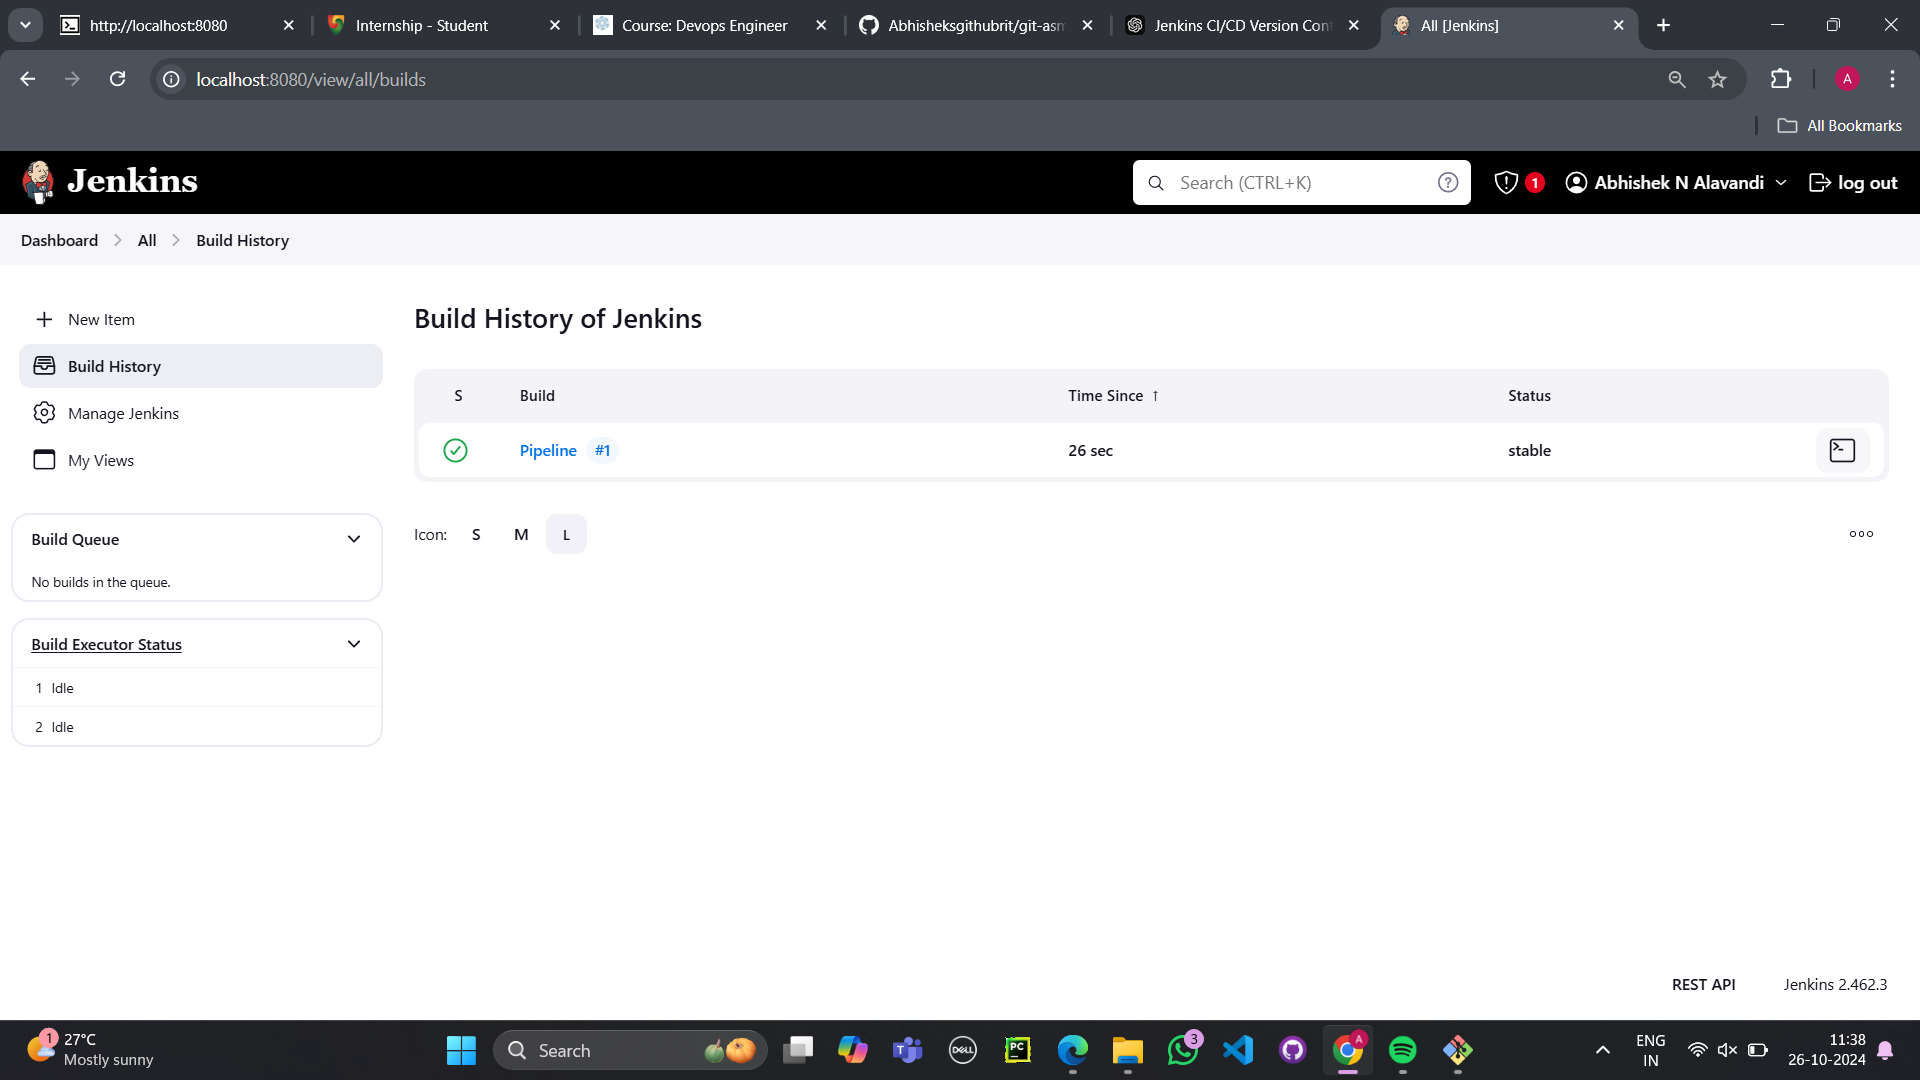 http://localhost:8080
Internship - Student
Course: Devops Engineer
Abhisheksgithubrit/git-asm
Jenkins CI/CD Version Cont
All [Jenkins]
localhost:8080/view/all/builds
A
All Bookmarks
Jenkins
Search (CTRL+K)
1
Abhishek N Alavandi
log out
Dashboard
All
Build History
New Item
Build History
Manage Jenkins
My Views
Build Queue
No builds in the queue.
Build Executor Status
1 Idle
2 Idle
Build History of Jenkins
S Build Time Since ↑ Status
Pipeline #1 26 sec stable
Icon: S M L
REST API
Jenkins 2.462.3
1
27°C
Mostly sunny
Search
DELL
PC
3
A
ENG
IN
11:38
26-10-2024